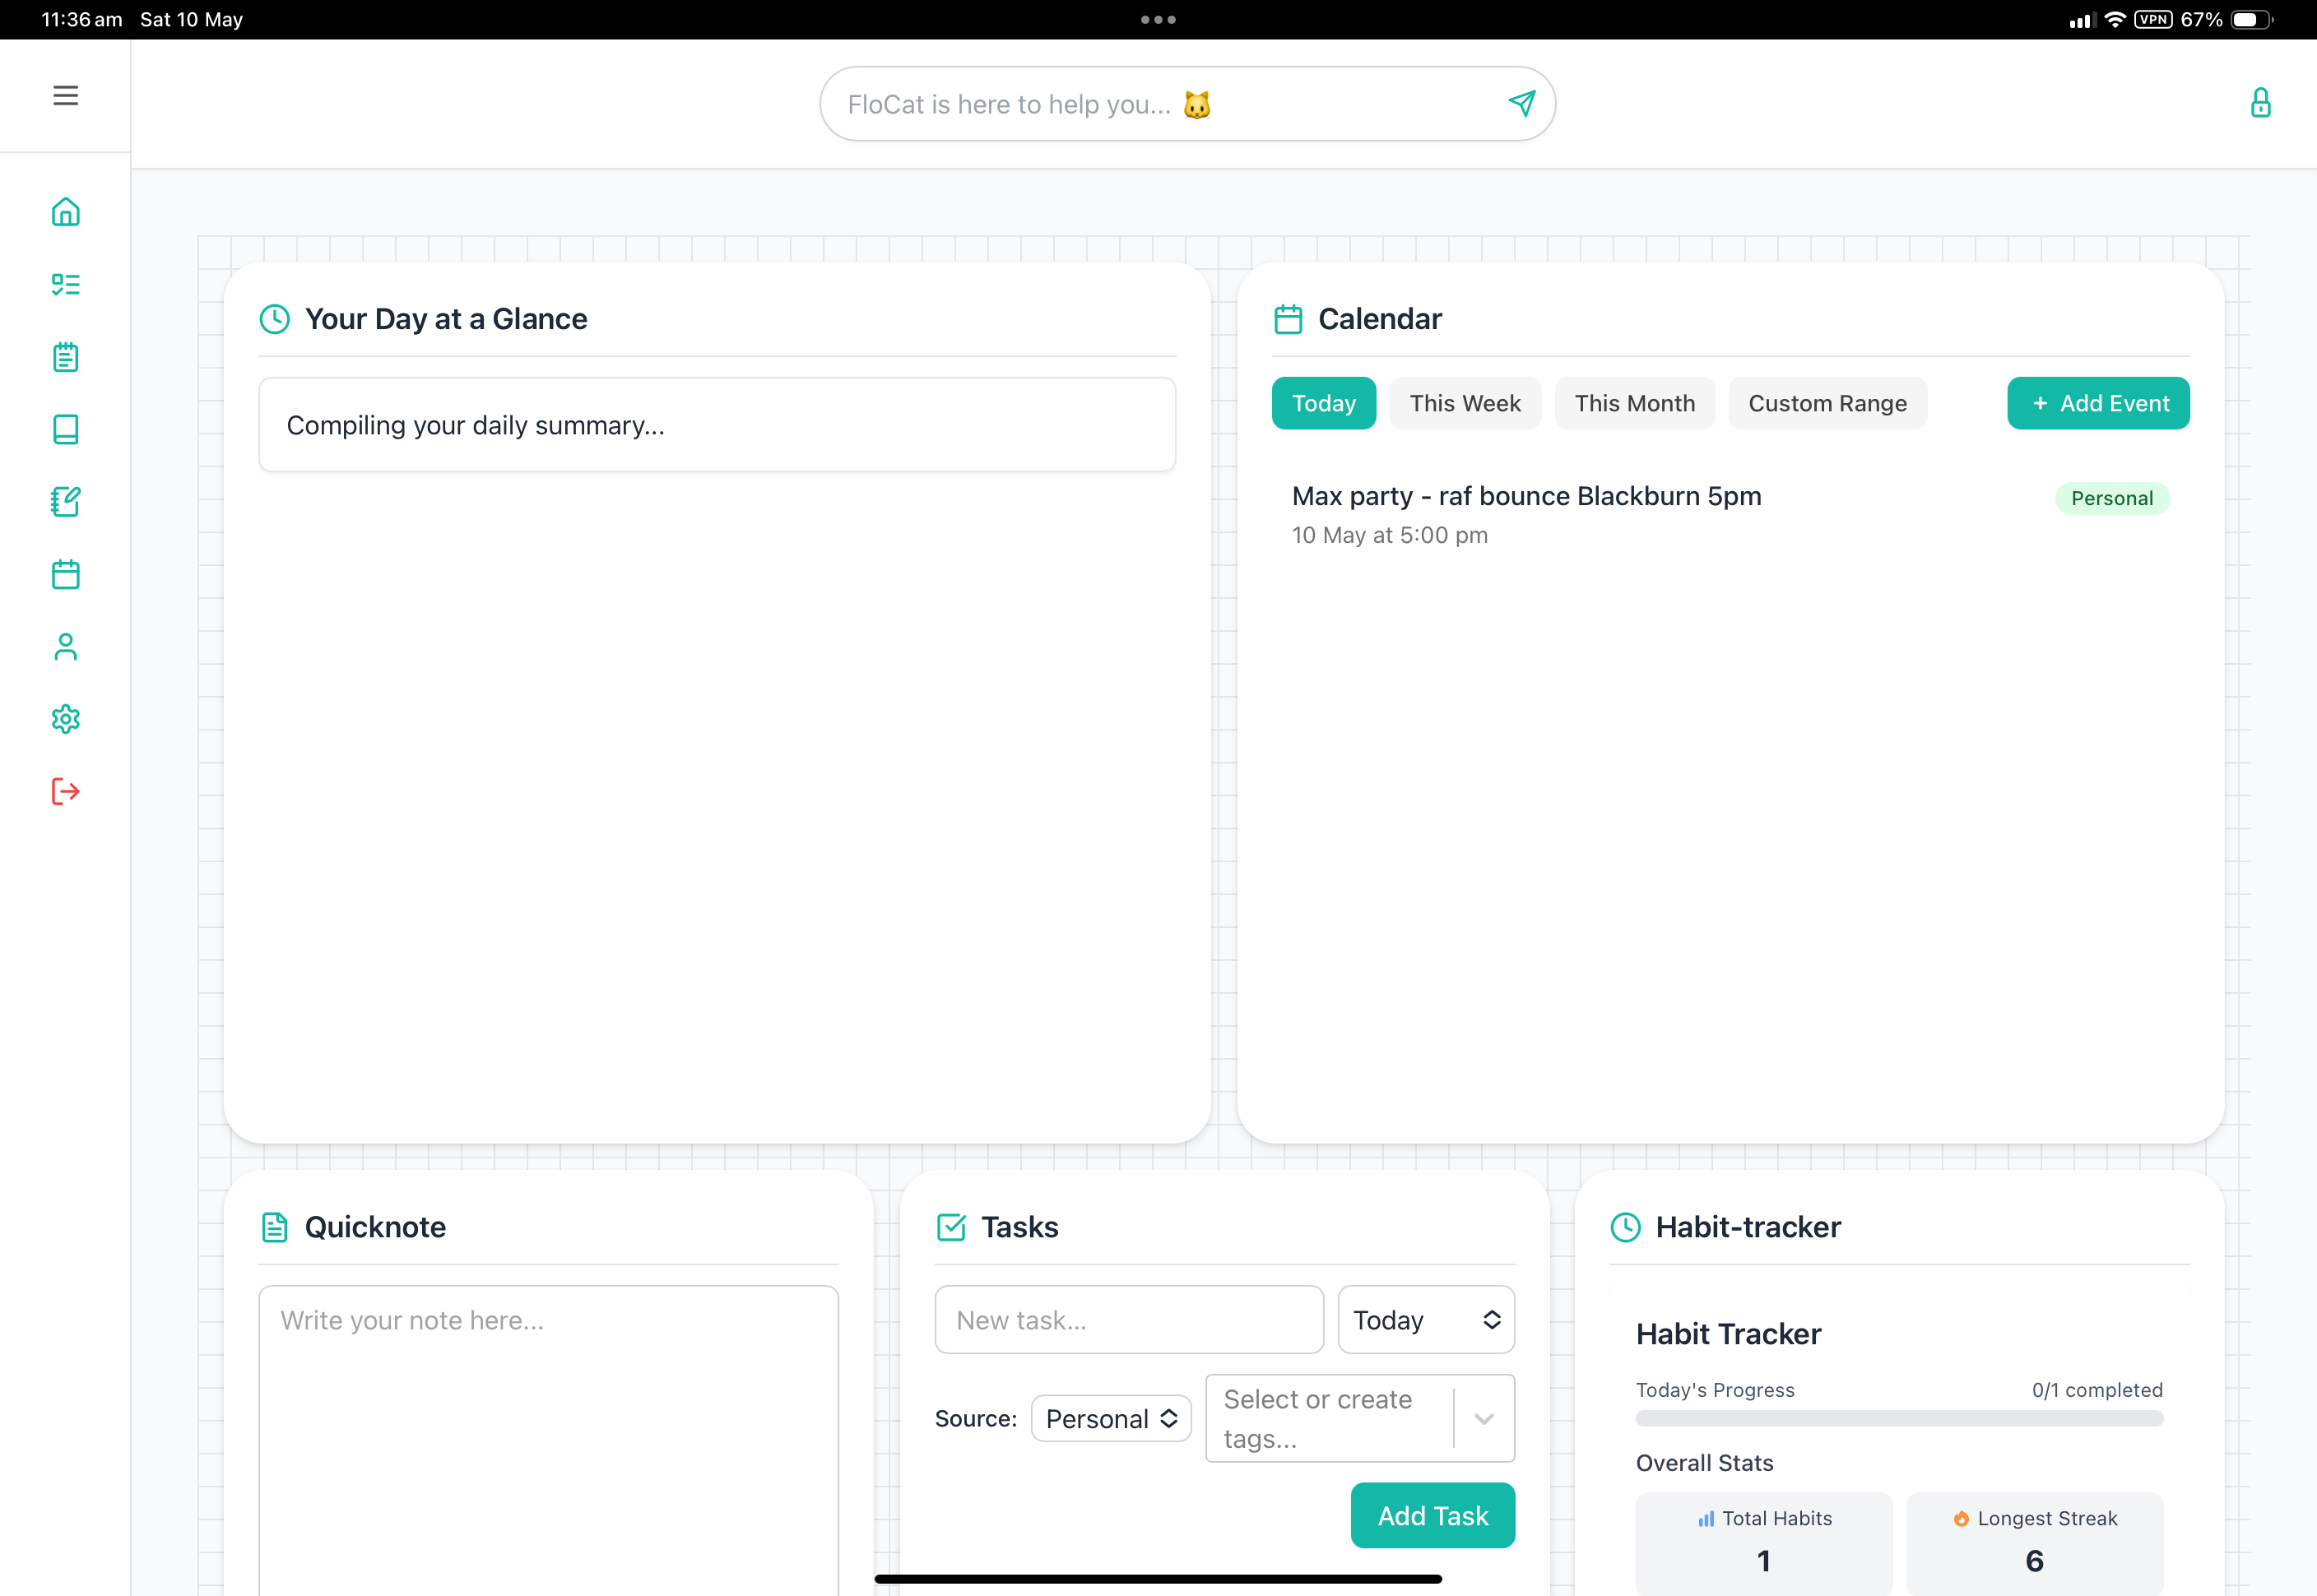 11:36 am Sat 10 May
VPN 67%
FloCat is here to help you... 🐱
Your Day at a Glance
Compiling your daily summary...
Calendar
Today This Week This Month Custom Range + Add Event
Max party - raf bounce Blackburn 5pm Personal
10 May at 5:00 pm
Quicknote
Write your note here...
Tasks
New task... Today
Source: Personal Select or create
tags...
Add Task
Habit-tracker
Habit Tracker
Today's Progress 0/1 completed
Overall Stats
Total Habits
1
Longest Streak
6